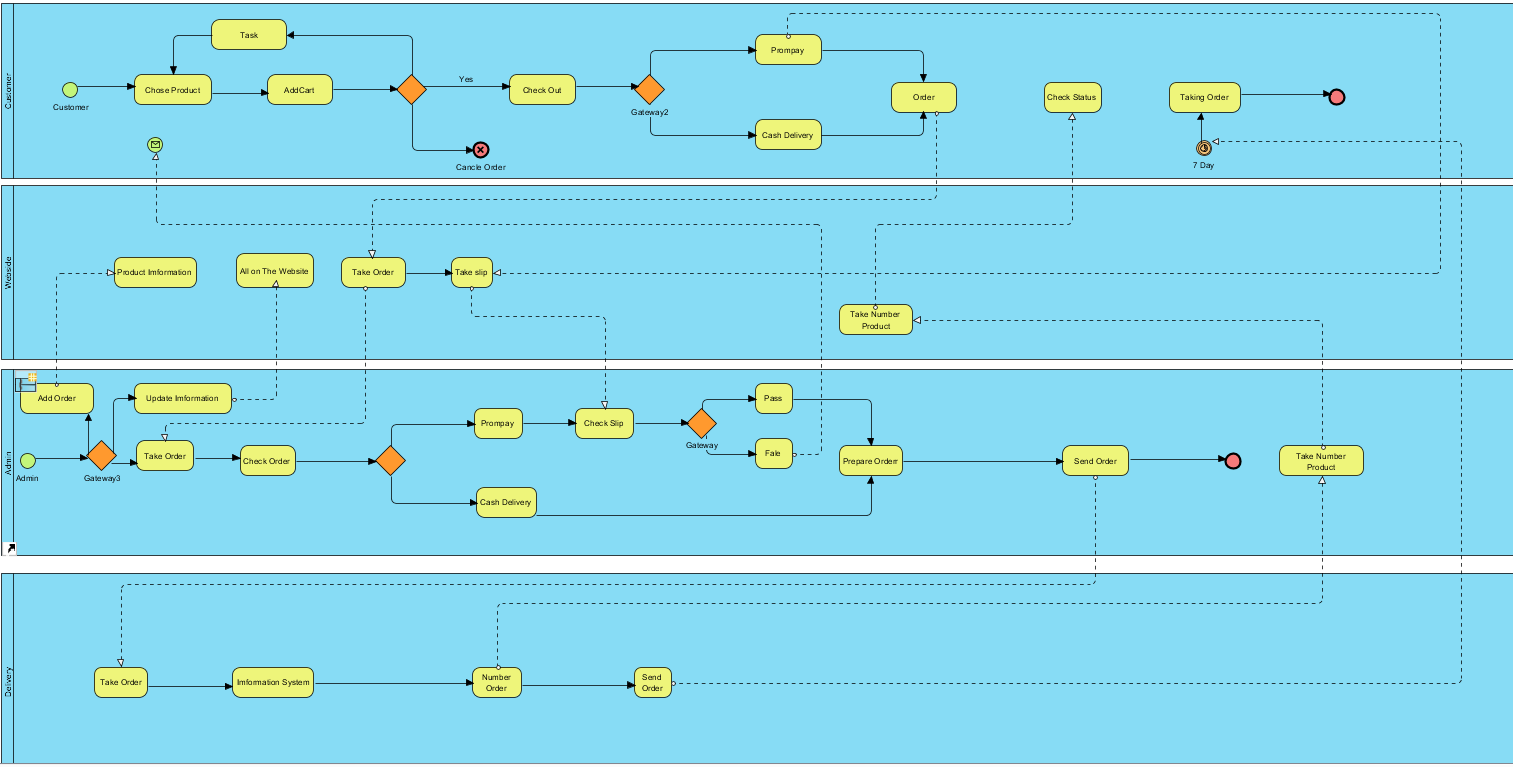 Customer
Task
Chose Product
AddCart
Yes
Check Out
Gateway2
Prompay
Cash Delivery
Order
Check Status
Taking Order
7 Day
Customer
Cancle Order
Webside
Product Imformation
All on The Website
Take Order
Take slip
Take Number
Product
Admin
Add Order
Update Imformation
Admin
Gateway3
Take Order
Check Order
Prompay
Cash Delivery
Check Slip
Gateway
Pass
Fale
Prepare Orderr
Send Order
Take Number
Product
Delivery
Take Order
Imformation System
Number
Order
Send
Order